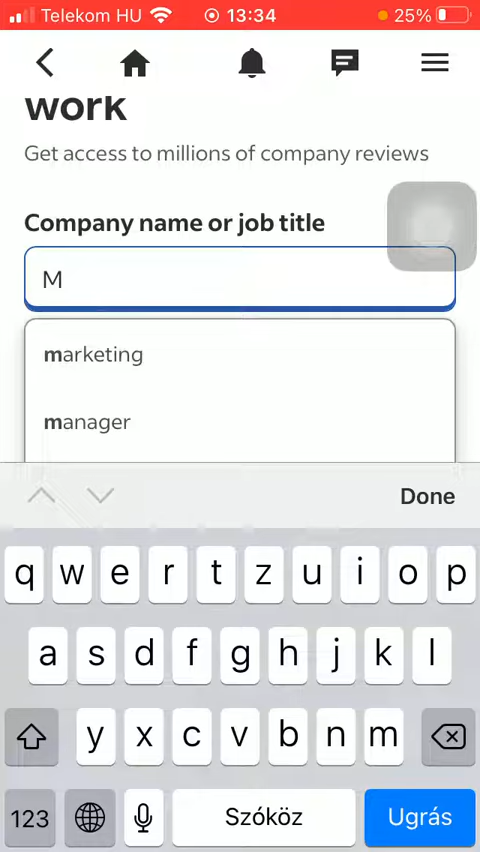 Telekom HU 13:34 25%
work
Get access to millions of company reviews
Company name or job title
M
marketing
manager
Done
q w e r t z u i o p
a s d f g h j k l
y x c v b n m
123 Szóköz Ugrás